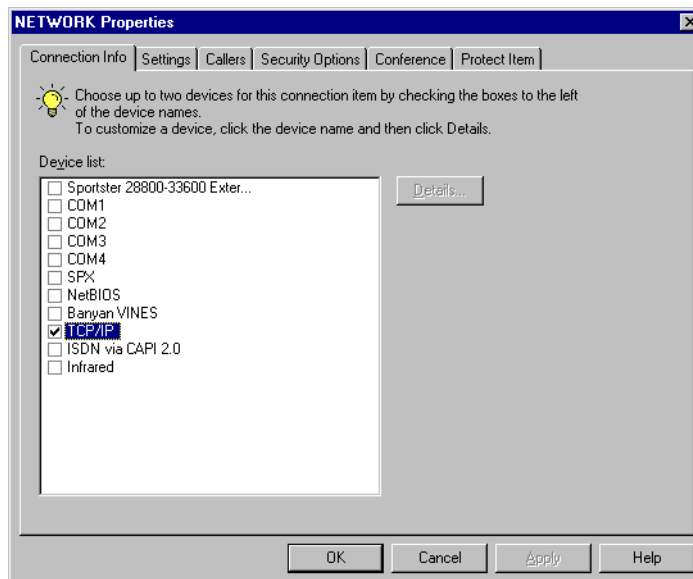 NETWORK Properties
Connection Info Settings Callers Security Options Conference Protect Item
Choose up to two devices for this connection item by checking the boxes to the left
of the device names.
To customize a device, click the device name and then click Details.
Device list:
Sportster 28800-33600 Exter...
Details...
COM1
COM2
COM3
COM4
SPX
NetBIOS
Banyan VINES
TCP/IP
ISDN via CAPI 2.0
Infrared
OK Cancel Apply Help